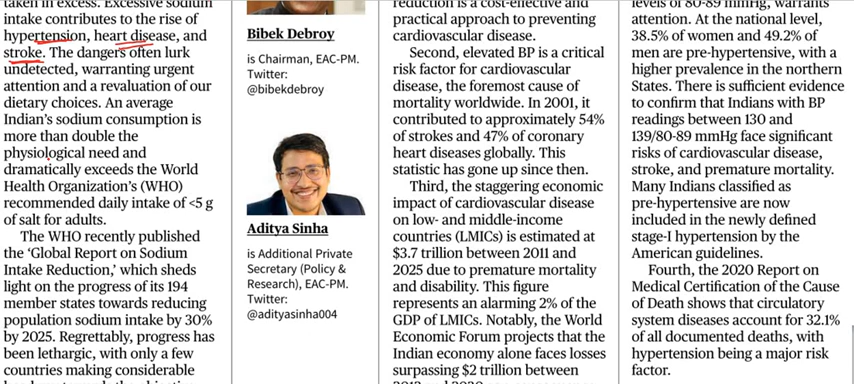 taken in excess. Excessive sodium
intake contributes to the rise of
hypertension, heart disease, and
stroke. The dangers often lurk
undetected, warranting urgent
attention and a revaluation of our
dietary choices. An average
Indian's sodium consumption is
more than double the
physiological need and
dramatically exceeds the World
Health Organization's (WHO)
recommended daily intake of <5 g
of salt for adults.
The WHO recently published
the 'Global Report on Sodium
Intake Reduction,' which sheds
light on the progress of its 194
member states towards reducing
population sodium intake by 30%
by 2025. Regrettably, progress has
been lethargic, with only a few
countries making considerable
Bibek Debroy
is Chairman, EAC-PM.
Twitter:
@bibekdebroy
Aditya Sinha
is Additional Private
Secretary (Policy &
Research), EAC-PM.
Twitter:
@adityasinha004
reduction is a cost-effective and
practical approach to preventing
cardiovascular disease.
Second, elevated BP is a critical
risk factor for cardiovascular
disease, the foremost cause of
mortality worldwide. In 2001, it
contributed to approximately 54%
of strokes and 47% of coronary
heart diseases globally. This
statistic has gone up since then.
Third, the staggering economic
impact of cardiovascular disease
on low- and middle-income
countries (LMICs) is estimated at
$3.7 trillion between 2011 and
2025 due to premature mortality
and disability. This figure
represents an alarming 2% of the
GDP of LMICs. Notably, the World
Economic Forum projects that the
Indian economy alone faces losses
surpassing $2 trillion between
levels of 80-89 mmHg, warrants
attention. At the national level,
38.5% of women and 49.2% of
men are pre-hypertensive, with a
higher prevalence in the northern
States. There is sufficient evidence
to confirm that Indians with BP
readings between 130 and
139/80-89 mmHg face significant
risks of cardiovascular disease,
stroke, and premature mortality.
Many Indians classified as
pre-hypertensive are now
included in the newly defined
stage-I hypertension by the
American guidelines.
Fourth, the 2020 Report on
Medical Certification of the Cause
of Death shows that circulatory
system diseases account for 32.1%
of all documented deaths, with
hypertension being a major risk
factor.